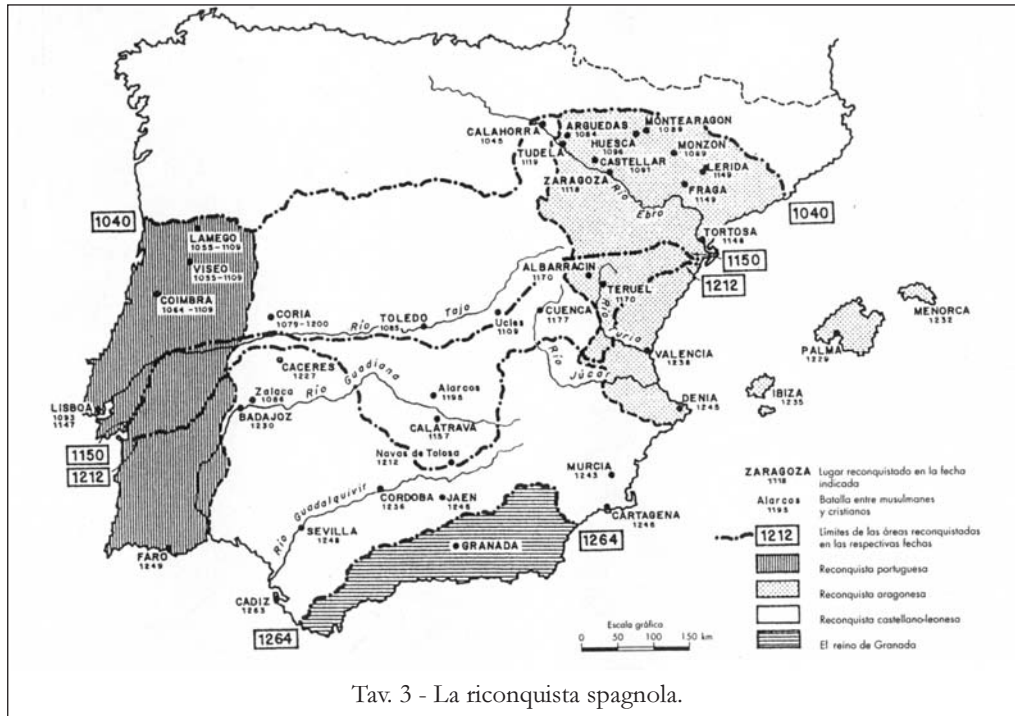 CALAHORRA
1045
ARGUEDAS
1084
MONTEARAGON
1089
HUESCA
1096
TUDELA
1119
CASTELLAR
1091
MONZON
1089
LERIDA
1149
ZARAGOZA
1118
FRAGA
1149
Río
Ebro
1040
1040
LAMEGO
1055-1109
VISEO
1055-1109
COIMBRA
1064-1109
TORTOSA
1148
1150
1212
ALBARRACIN
1170
TERUEL
1170
MENORCA
1232
CORIA
1079-1200
Río
TOLEDO
1085
Tajo
Ucles
1109
CUENCA
1177
Río
Turia
PALMA
1229
CACERES
1227
Río
Guadiana
Río
Júcar
VALENCIA
1238
LISBOA
1093
1147
Zalaca
1086
BADAJOZ
1230
Alarcos
1195
CALATRAVA
1157
DENIA
1245
IBIZA
1235
1150
1212
Navas de Tolosa
1212
MURCIA
1243
Río
Guadalquivir
CORDOBA
1236
JAEN
1246
CARTAGENA
1246
SEVILLA
1248
1264
FARO
1249
GRANADA
CADIZ
1263
1264
ZARAGOZA Lugar reconquistado en la fecha
1118 indicada
Alarcos Batalla entre musulmanes
1195 y cristianos
1212 Límites de las áreas reconquistadas
en las respectivas fechas
Reconquista portuguesa
Reconquista aragonesa
Reconquista castellano-leonesa
El reino de Granada
Escala gráfica
0 50 100 150 km
Tav. 3 - La riconquista spagnola.